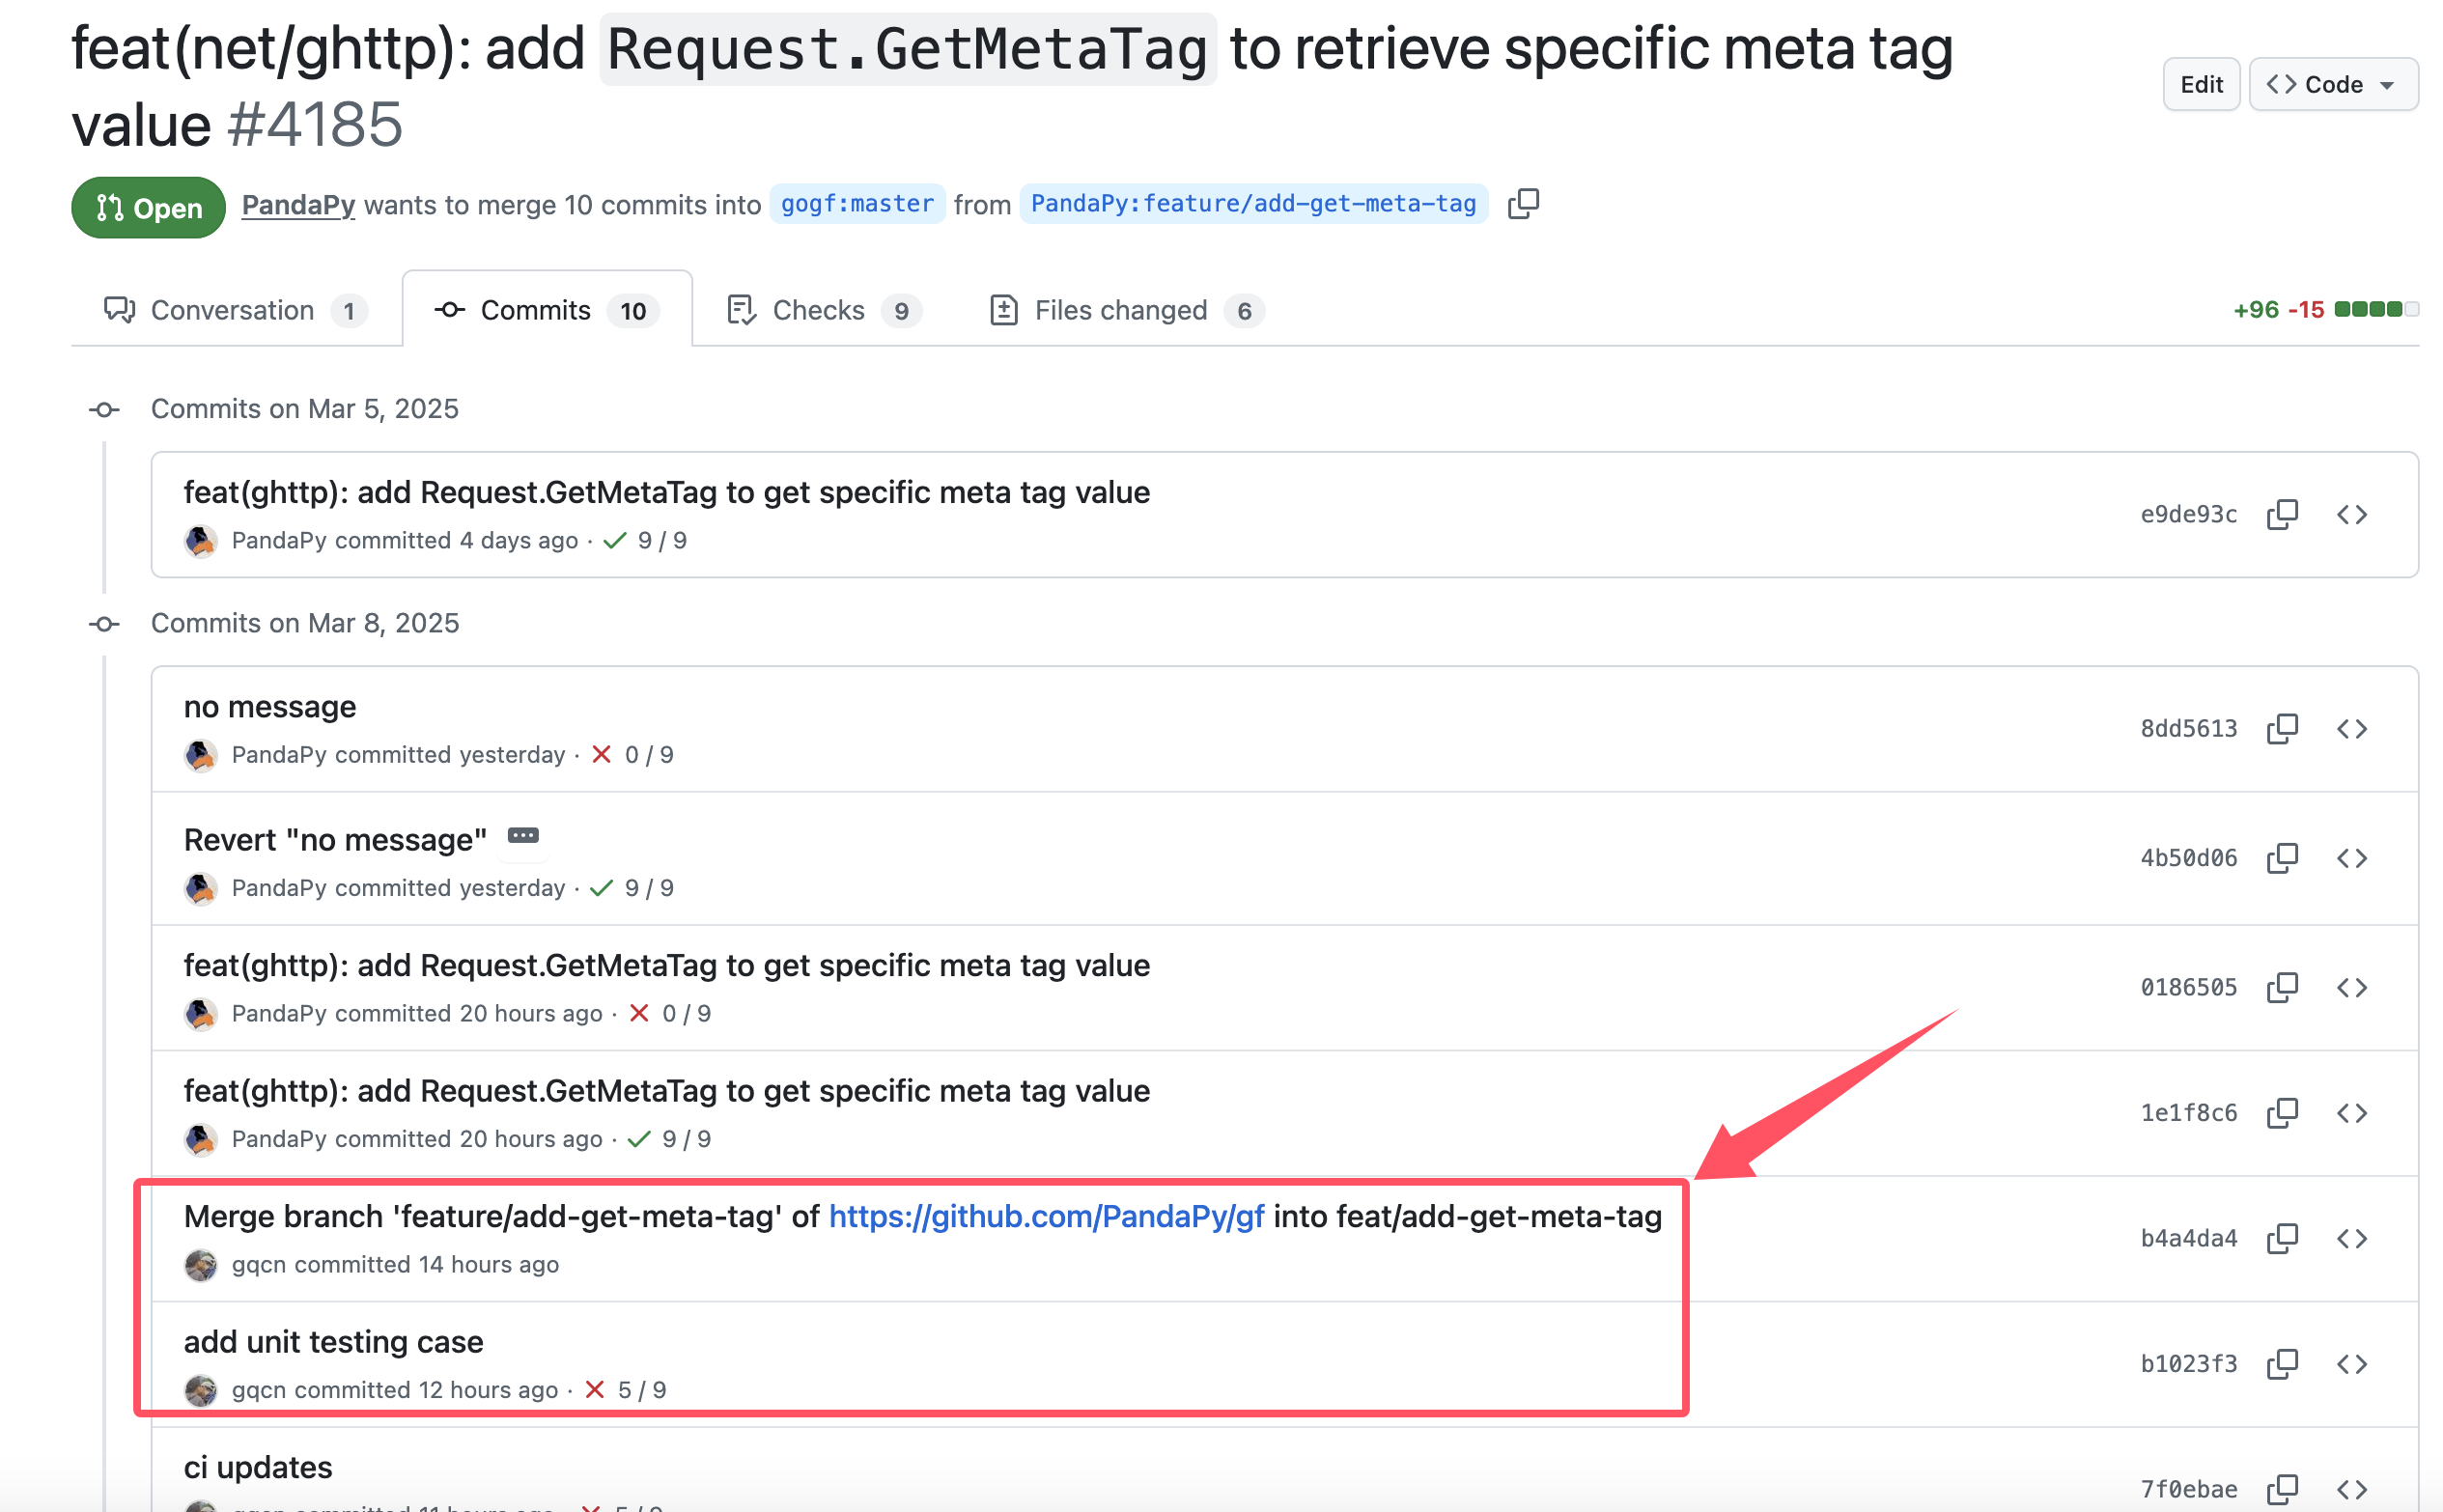 feat(net/ghttp): add Request.GetMetaTag to retrieve specific meta tag
value #4185
Edit
Code
Open
PandaPy wants to merge 10 commits into gogf:master from PandaPy:feature/add-get-meta-tag
Conversation 1
Commits 10
Checks 9
Files changed 6
+96 -15
Commits on Mar 5, 2025
feat(ghttp): add Request.GetMetaTag to get specific meta tag value
PandaPy committed 4 days ago · 9 / 9
e9de93c
Commits on Mar 8, 2025
no message
PandaPy committed yesterday · 0 / 9
8dd5613
Revert "no message"
PandaPy committed yesterday · 9 / 9
4b50d06
feat(ghttp): add Request.GetMetaTag to get specific meta tag value
PandaPy committed 20 hours ago · 0 / 9
0186505
feat(ghttp): add Request.GetMetaTag to get specific meta tag value
PandaPy committed 20 hours ago · 9 / 9
1e1f8c6
Merge branch 'feature/add-get-meta-tag' of https://github.com/PandaPy/gf into feat/add-get-meta-tag
gqcn committed 14 hours ago
b4a4da4
add unit testing case
gqcn committed 12 hours ago · 5 / 9
b1023f3
ci updates
gqcn committed 11 hours ago · 5 / 9
7f0ebae